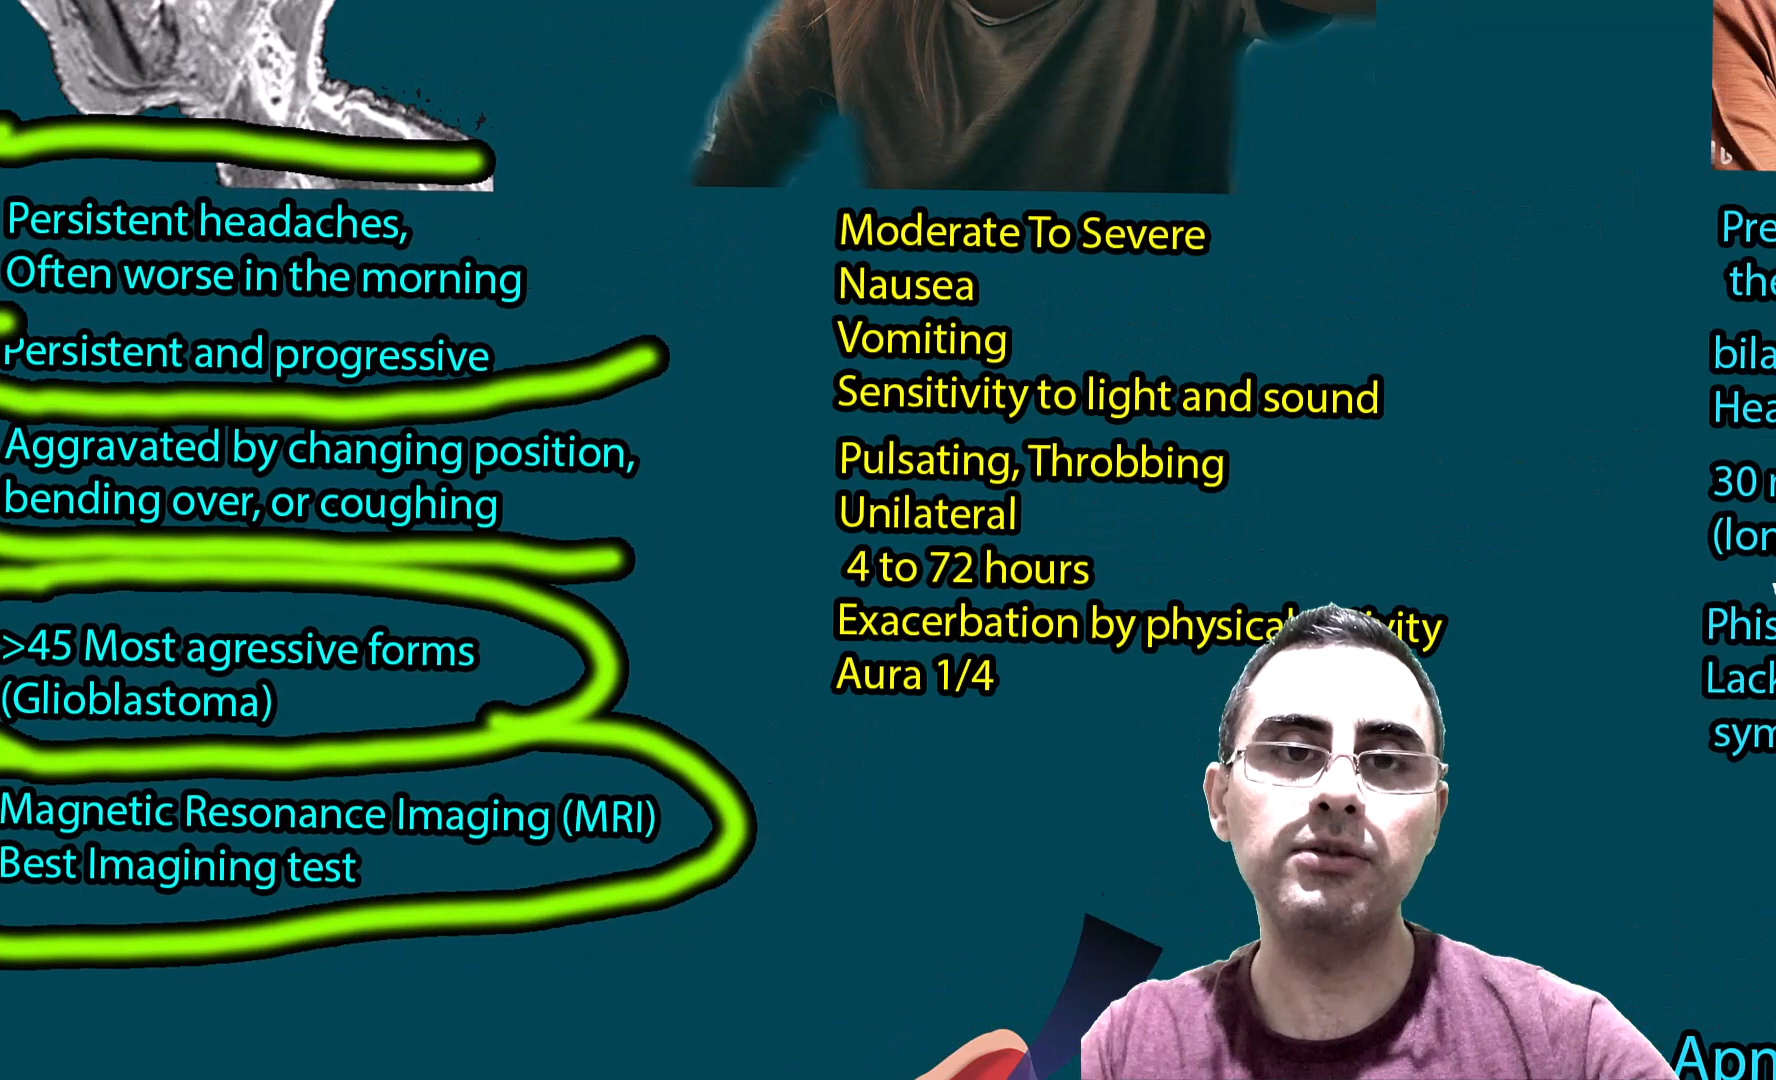 Persistent headaches,
Often worse in the morning
Persistent and progressive
Aggravated by changing position,
bending over, or coughing
>45 Most agressive forms
(Glioblastoma)
Magnetic Resonance Imaging (MRI)
Best Imagining test
Moderate To Severe
Nausea
Vomiting
Sensitivity to light and sound
Pulsating, Throbbing
Unilateral
4 to 72 hours
Exacerbation by physical
Aura 1/4
30